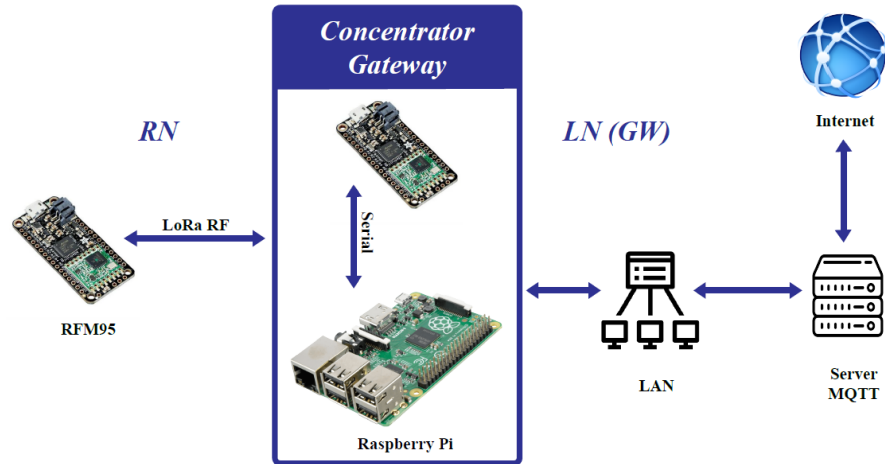 Concentrator
Gateway
RN
LN (GW)
Internet
LoRa RF
Serial
RFM95
LAN
Server
MQTT
Raspberry Pi